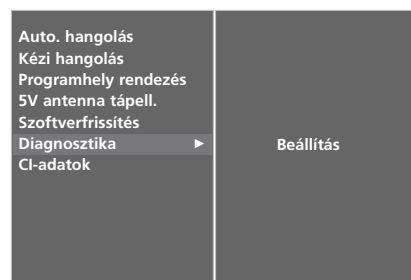 Auto. hangolás
Kézi hangolás
Programhely rendezés
5V antenna tápell.
Szoftverfrissítés
Diagnosztika ►
Beállítás
CI-adatok